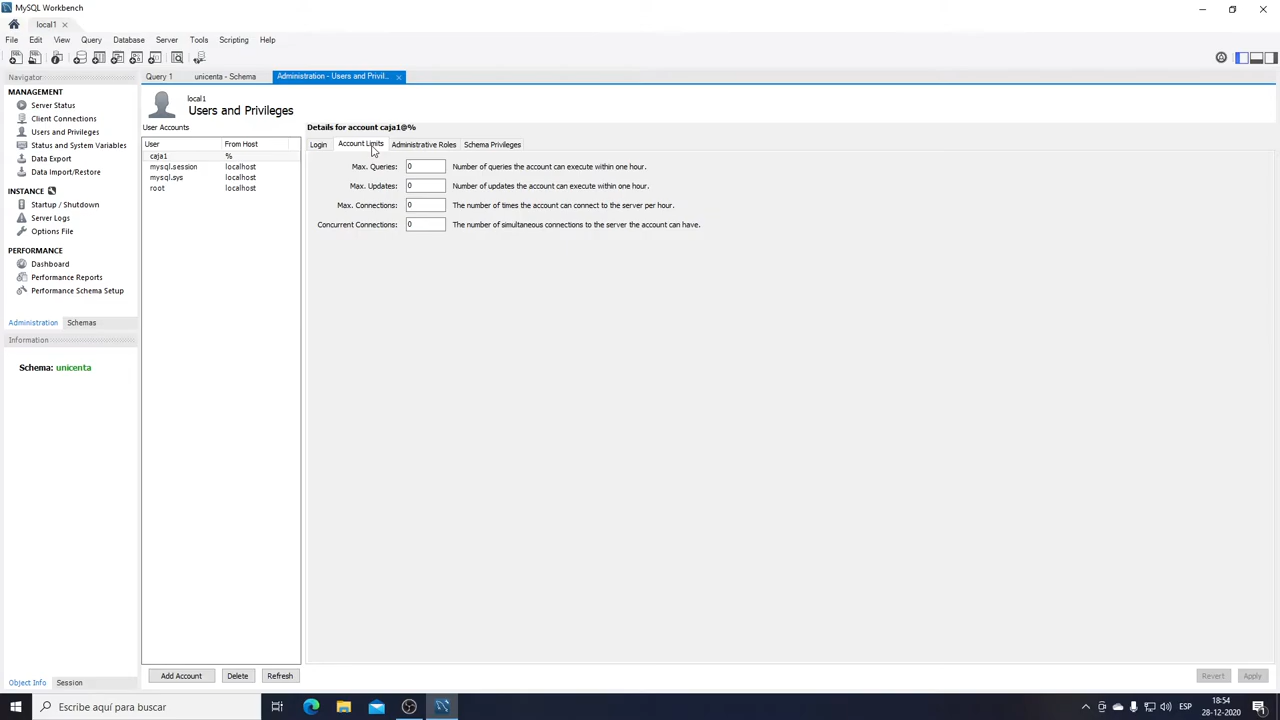 MySQL Workbench
local1
File Edit View Query Database Server Tools Scripting Help
Navigator
MANAGEMENT
Server Status
Client Connections
Users and Privileges
Status and System Variables
Data Export
Data Import/Restore
INSTANCE
Startup / Shutdown
Server Logs
Options File
PERFORMANCE
Dashboard
Performance Reports
Performance Schema Setup
Administration Schemas
Information
Schema: unicenta
Object Info Session
Query 1 unicenta - Schema Administration - Users and Privil...
local1
Users and Privileges
User Accounts
User From Host
caja1 %
mysql.session localhost
mysql.sys localhost
root localhost
Add Account Delete Refresh
Details for account caja1@%
Login Account Limits Administrative Roles Schema Privileges
Max. Queries: 0 Number of queries the account can execute within one hour.
Max. Updates: 0 Number of updates the account can execute within one hour.
Max. Connections: 0 The number of times the account can connect to the server per hour.
Concurrent Connections: 0 The number of simultaneous connections to the server the account can have.
Revert Apply
Escribe aquí para buscar
ESP
18:54
28-12-2020